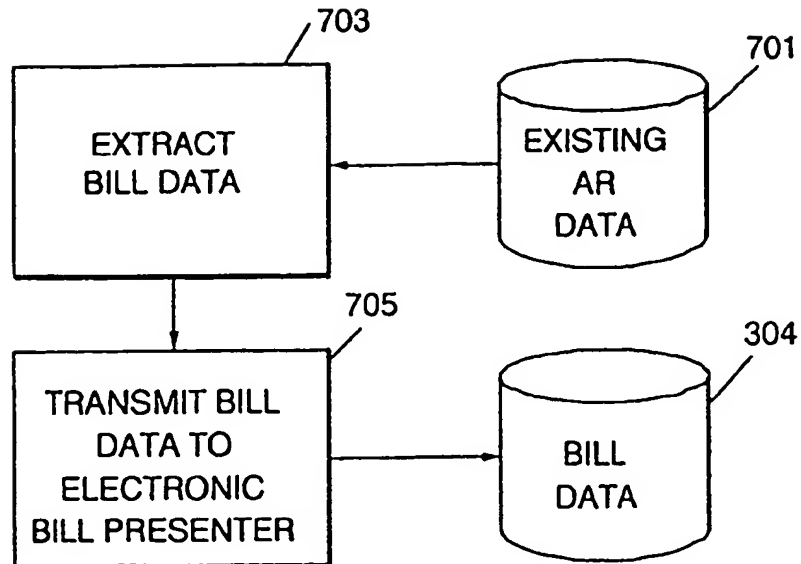 703
EXTRACT
BILL DATA
701
EXISTING
AR
DATA
705
TRANSMIT BILL
DATA TO
ELECTRONIC
BILL PRESENTER
304
BILL
DATA